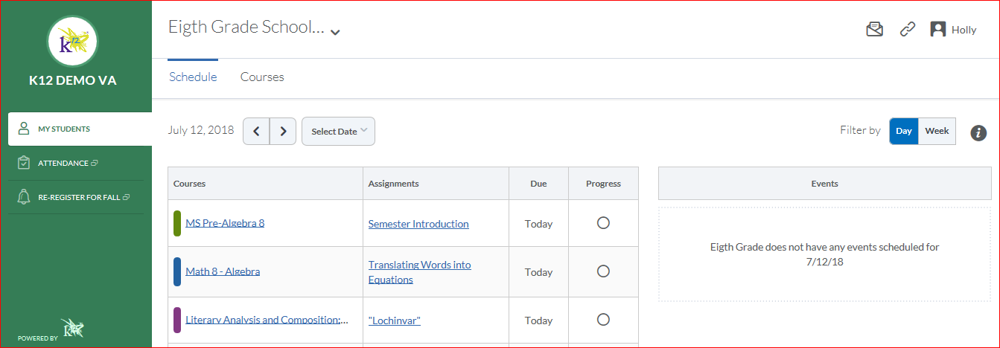 k12
K12 DEMO VA
MY STUDENTS
ATTENDANCE
RE-REGISTER FOR FALL
POWERED BY k12
Eigth Grade School...
Holly
Schedule Courses
July 12, 2018 Select Date Filter by Day Week
Courses Assignments Due Progress
MS Pre-Algebra 8 Semester Introduction Today
Math 8 - Algebra Translating Words into
Equations Today
Literary Analysis and Composition:... "Lochinvar" Today
Events
Eigth Grade does not have any events scheduled for
7/12/18